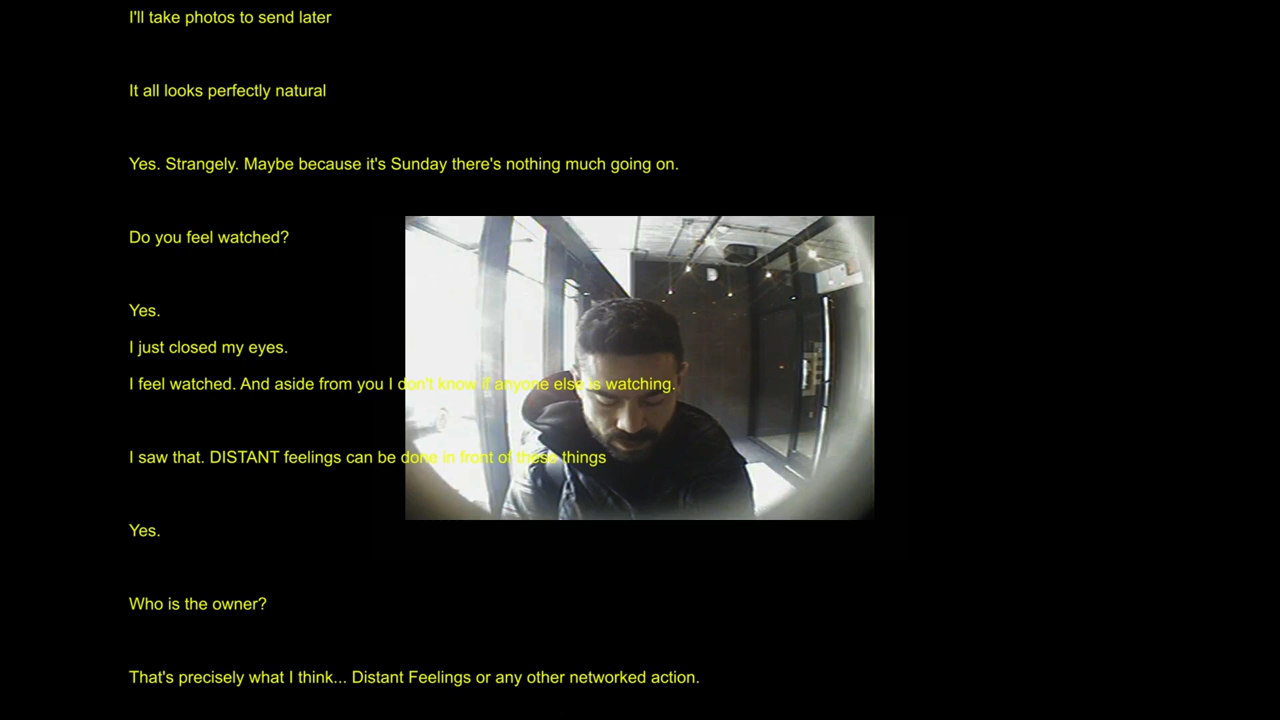 I'll take photos to send later
It all looks perfectly natural
Yes. Strangely. Maybe because it's Sunday there's nothing much going on.
Do you feel watched?
Yes.
I just closed my eyes.
I feel watched. And aside from you I don't know if anyone else is watching.
I saw that. DISTANT feelings can be done in front of these things
Yes.
Who is the owner?
That's precisely what I think... Distant Feelings or any other networked action.